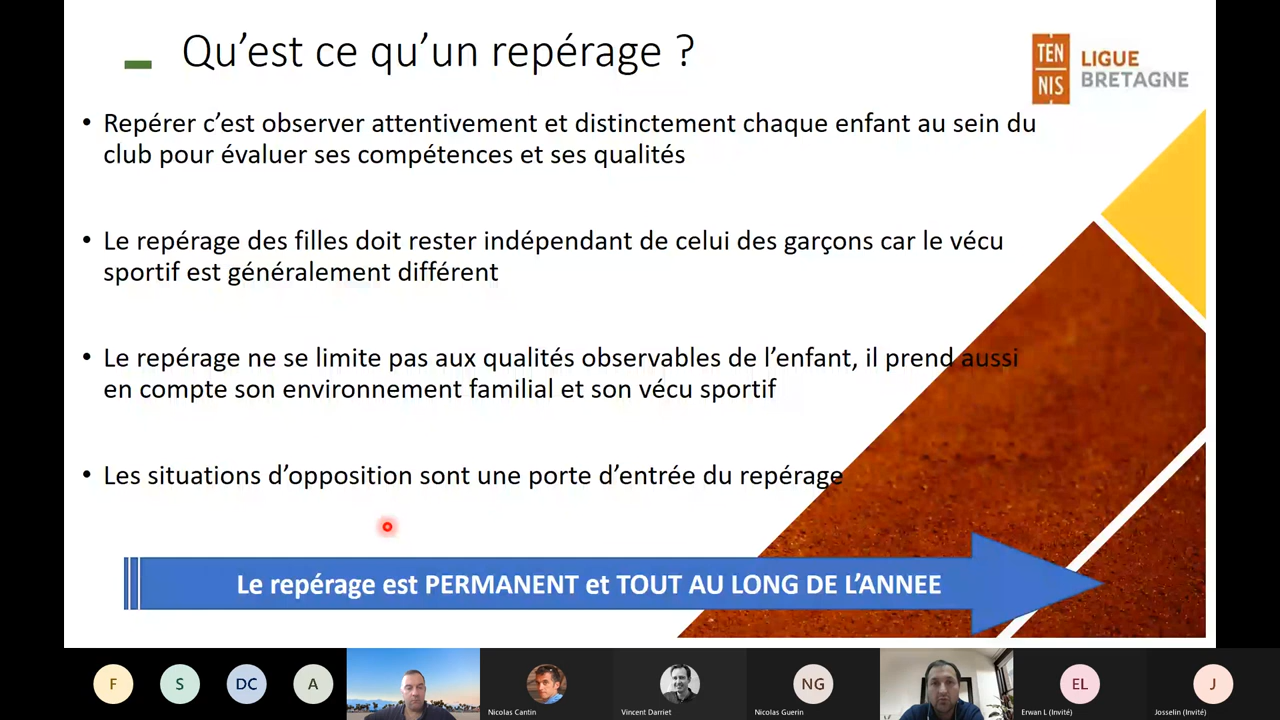 Qu’est ce qu’un repérage ?
TEN
NIS
LIGUE
BRETAGNE
• Repérer c’est observer attentivement et distinctement chaque enfant au sein du
club pour évaluer ses compétences et ses qualités
• Le repérage des filles doit rester indépendant de celui des garçons car le vécu
sportif est généralement différent
• Le repérage ne se limite pas aux qualités observables de l’enfant, il prend aussi
en compte son environnement familial et son vécu sportif
• Les situations d’opposition sont une porte d’entrée du repérage
Le repérage est PERMANENT et TOUT AU LONG DE L’ANNEE
F
S
DC
A
NG
EL
J
Nicolas Cantin
Vincent Darriet
Nicolas Guerin
Erwan L (Invité)
Josselin (Invité)